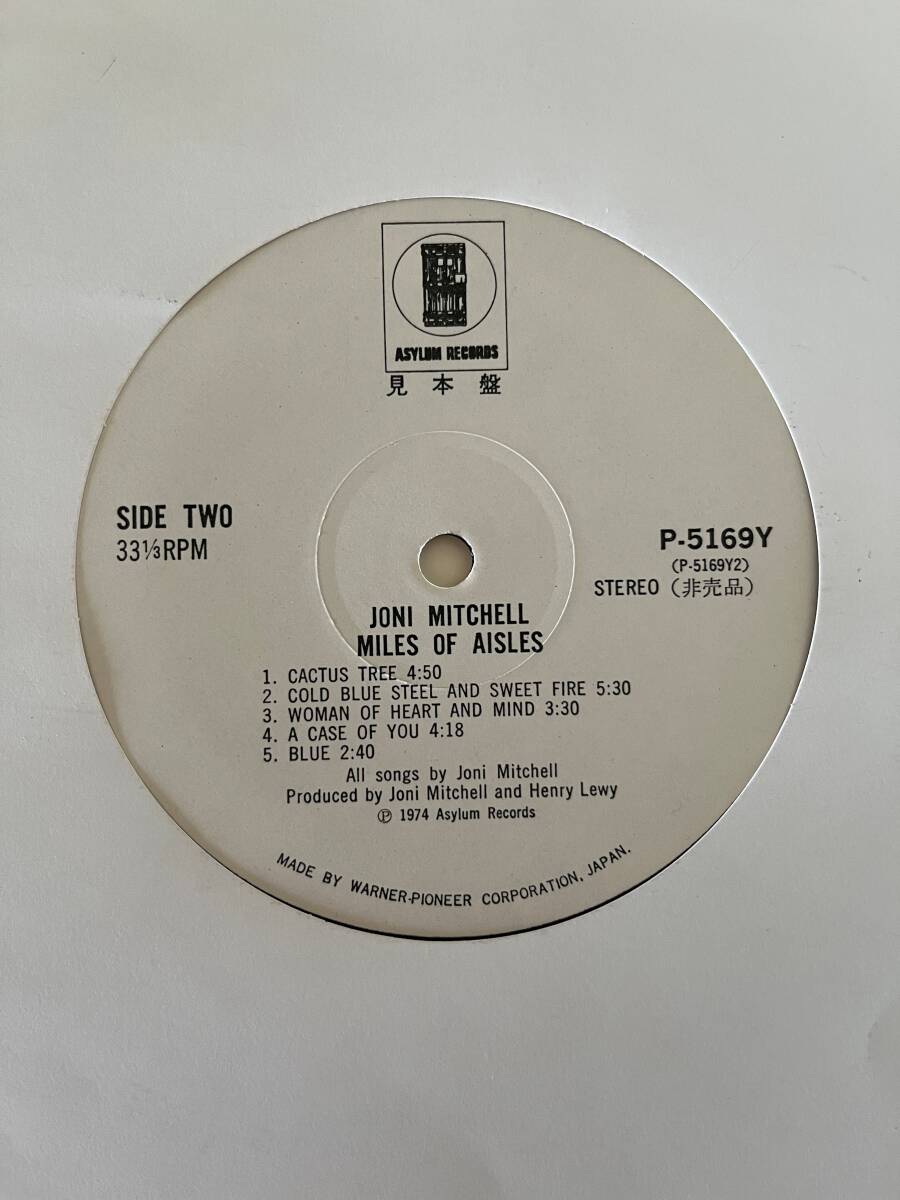 ASYLUM RECORDS
見本盤
SIDE TWO
33⅓RPM
P-5169Y
(P-5169Y2)
STEREO (非売品)
JONI MITCHELL
MILES OF AISLES
1. CACTUS TREE 4:50
2. COLD BLUE STEEL AND SWEET FIRE 5:30
3. WOMAN OF HEART AND MIND 3:30
4. A CASE OF YOU 4:18
5. BLUE 2:40
All songs by Joni Mitchell
Produced by Joni Mitchell and Henry Lewy
Ⓟ 1974 Asylum Records
MADE BY WARNER-PIONEER CORPORATION, JAPAN.